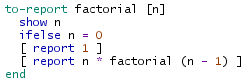 to-report factorial [n]
show n
ifelse n = 0
[ report 1 ]
[ report n * factorial (n - 1) ]
end